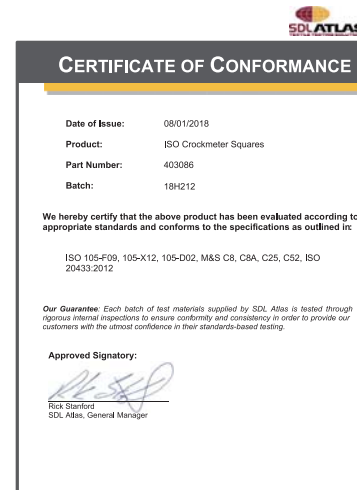 SDLATLAS
CERTIFICATE OF CONFORMANCE
Date of Issue: 08/01/2018
Product: ISO Crockmeter Squares
Part Number: 403086
Batch: 18H212
We hereby certify that the above product has been evaluated according to
appropriate standards and conforms to the specifications as outlined in:
ISO 105-F09, 105-X12, 105-D02, M&S C8, C8A, C25, C52, ISO
20433:2012
Our Guarantee: Each batch of test materials supplied by SDL Atlas is tested through
rigorous internal inspections to ensure conformity and consistency in order to provide our
customers with the utmost confidence in their standards-based testing.
Approved Signatory:
Rick Stanford
SDL Atlas, General Manager